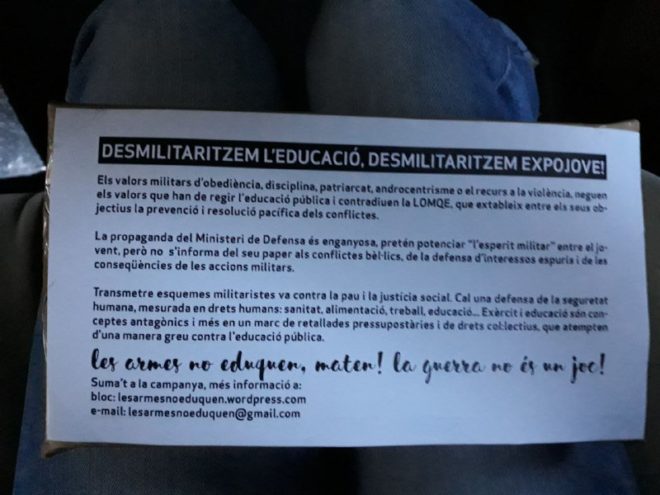 DESMILITARITZEM L'EDUCACIÓ, DESMILITARITZEM EXPOJOVE!
Els valors militars d'obediència, disciplina, patriarcat, androcentrisme o el recurs a la violència, neguen
els valors que han de regir l'educació pública i contradiuen la LOMQE, que extableix entre els seus ob-
jectius la prevenció i resolució pacífica dels conflictes.
La propaganda del Ministeri de Defensa és enganyosa, pretén potenciar "l'esperit militar" entre el jo-
vent, però no s'informa del seu paper als conflictes bèl·lics, de la defensa d'interessos espuris i de les
conseqüències de les accions militars.
Transmetre esquemes militaristes va contra la pau i la justícia social. Cal una defensa de la seguretat
humana, mesurada en drets humans: sanitat, alimentació, treball, educació... Exèrcit i educació són con-
ceptes antagònics i més en un marc de retallades pressupostàries i de drets col·lectius, que atempten
d'una manera greu contra l'educació pública.
les armes no eduquen, maten! la guerra no és un joc!
Suma't a la campanya, més informació a:
bloc: lesarmesnoeduquen.wordpress.com
e-mail: lesarmesnoeduquen@gmail.com